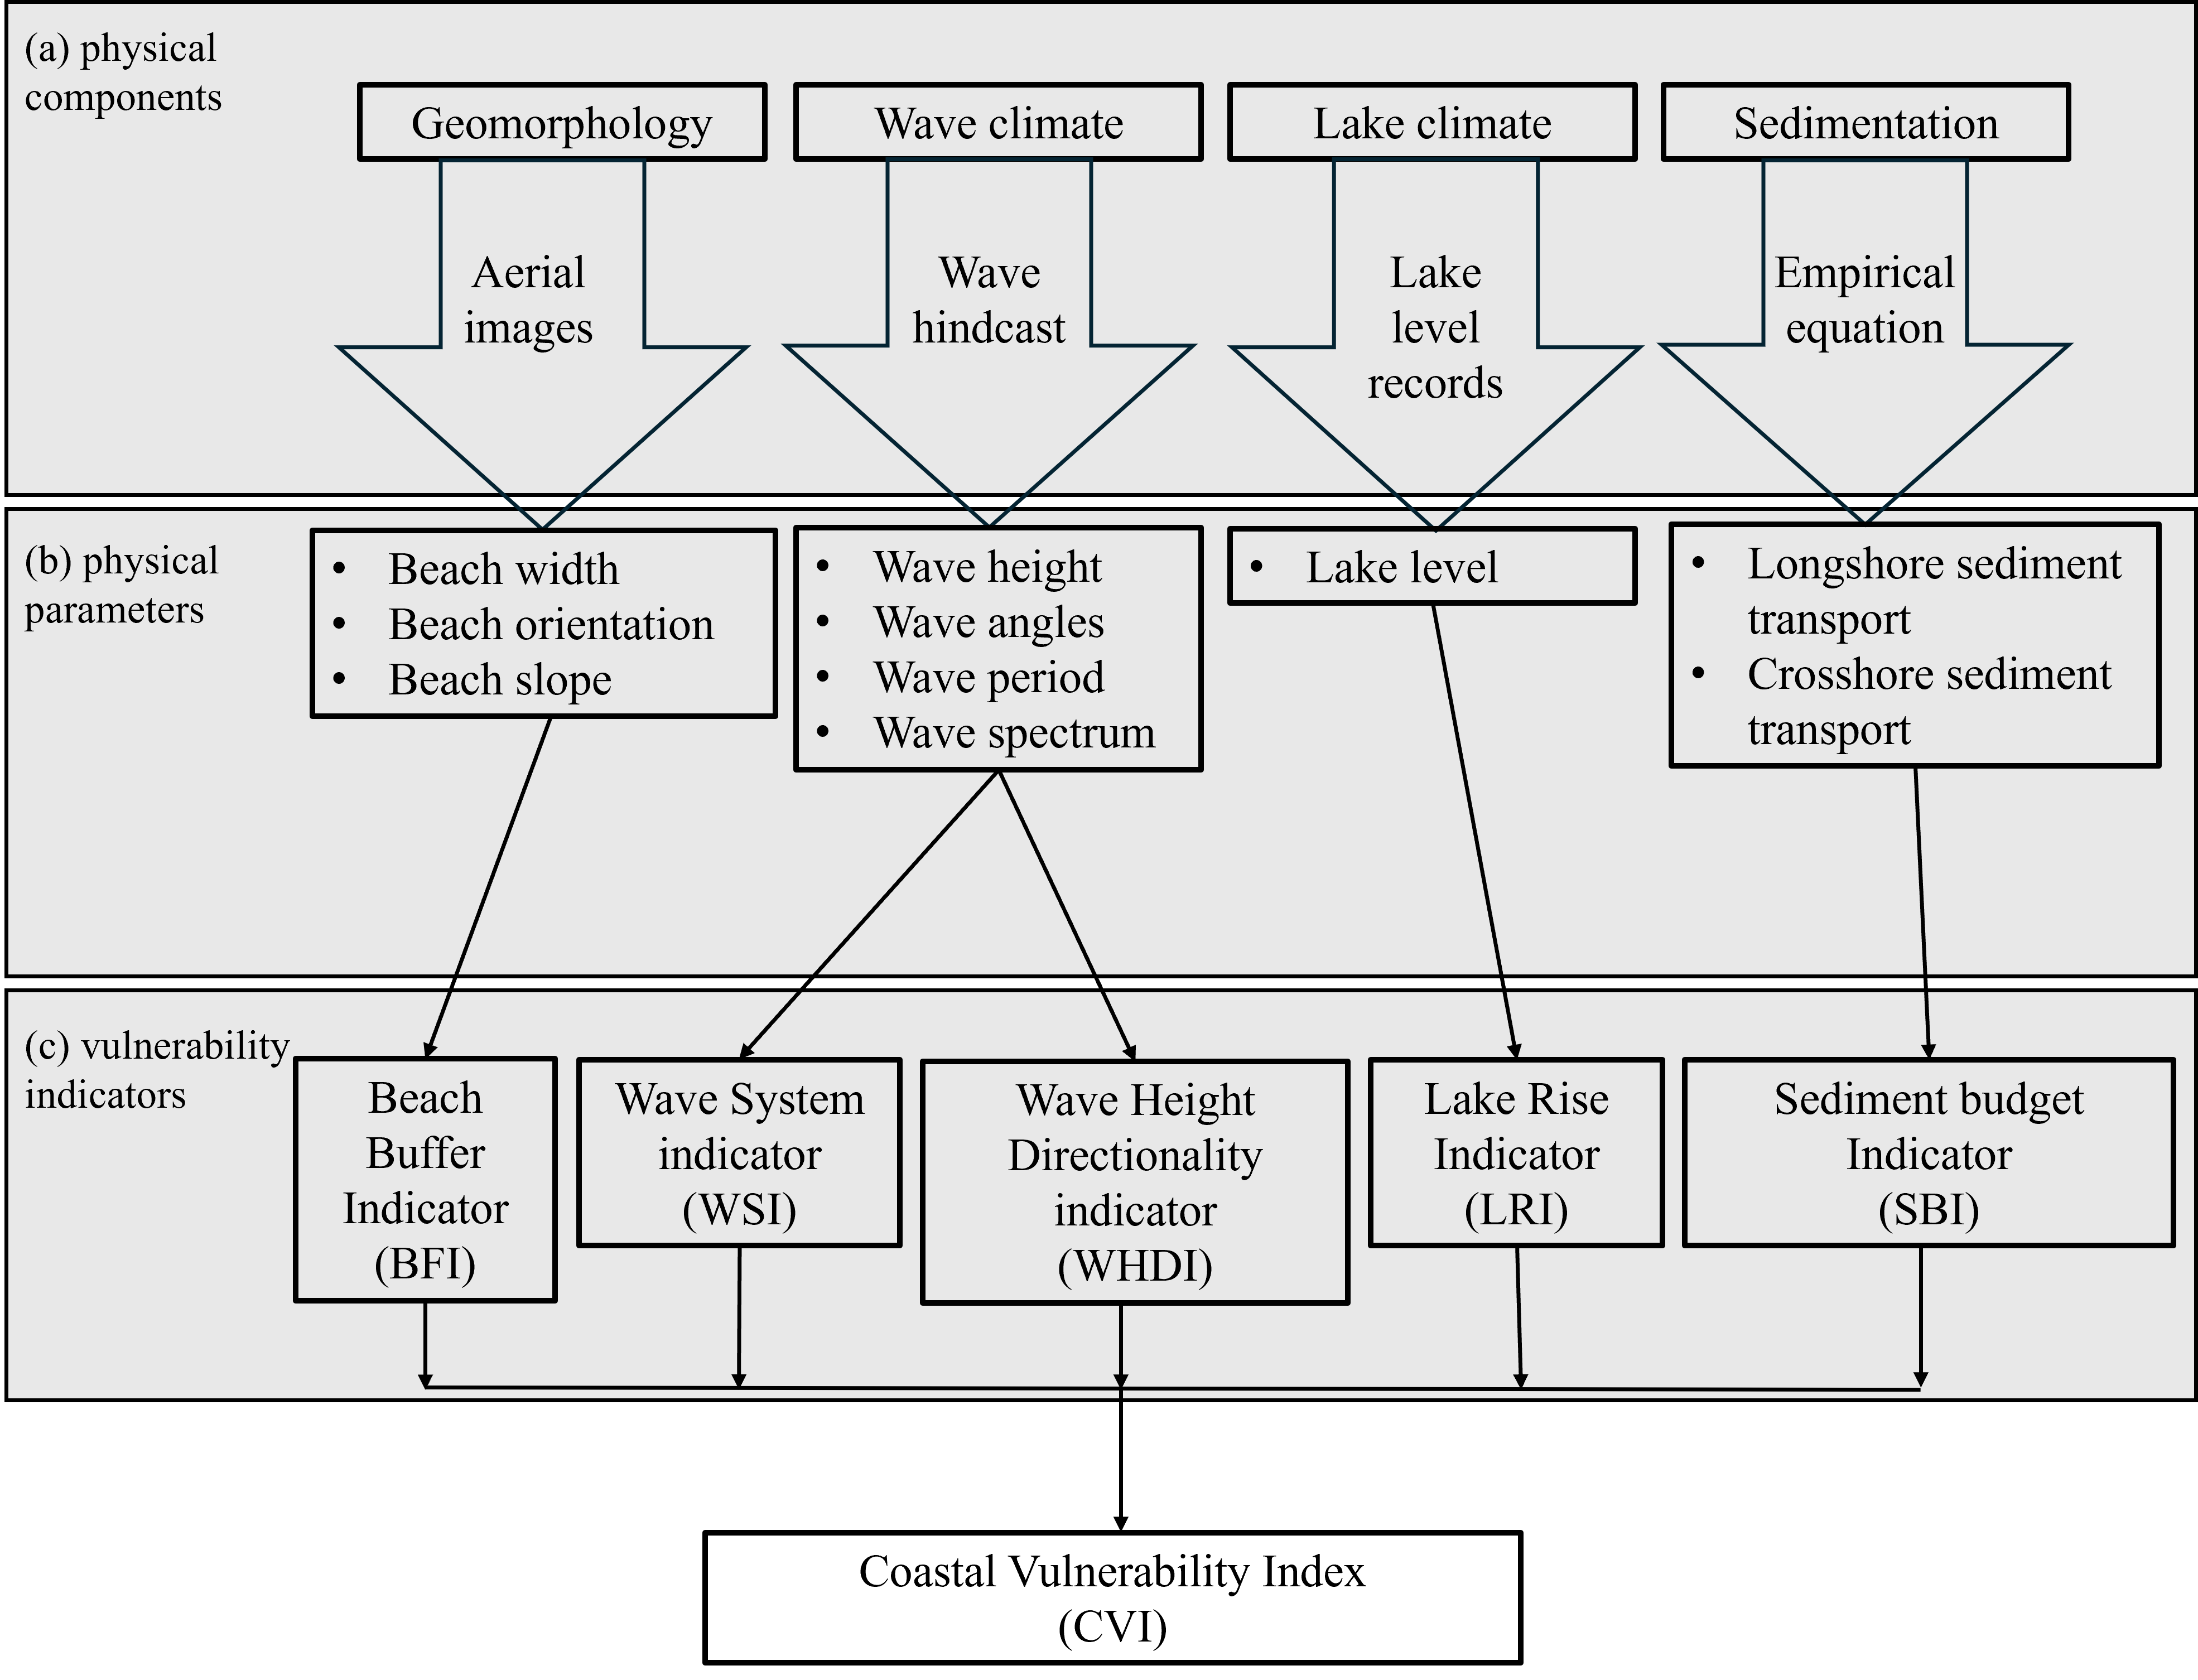 (a) physical
components
Geomorphology
Wave climate
Lake climate
Sedimentation
Aerial
images
Wave
hindcast
Lake
level
records
Empirical
equation
(b) physical
parameters
• Beach width
• Beach orientation
• Beach slope
• Wave height
• Wave angles
• Wave period
• Wave spectrum
• Lake level
• Longshore sediment
transport
• Crosshore sediment
transport
(c) vulnerability
indicators
Beach
Buffer
Indicator
(BFI)
Wave System
indicator
(WSI)
Wave Height
Directionality
indicator
(WHDI)
Lake Rise
Indicator
(LRI)
Sediment budget
Indicator
(SBI)
Coastal Vulnerability Index
(CVI)